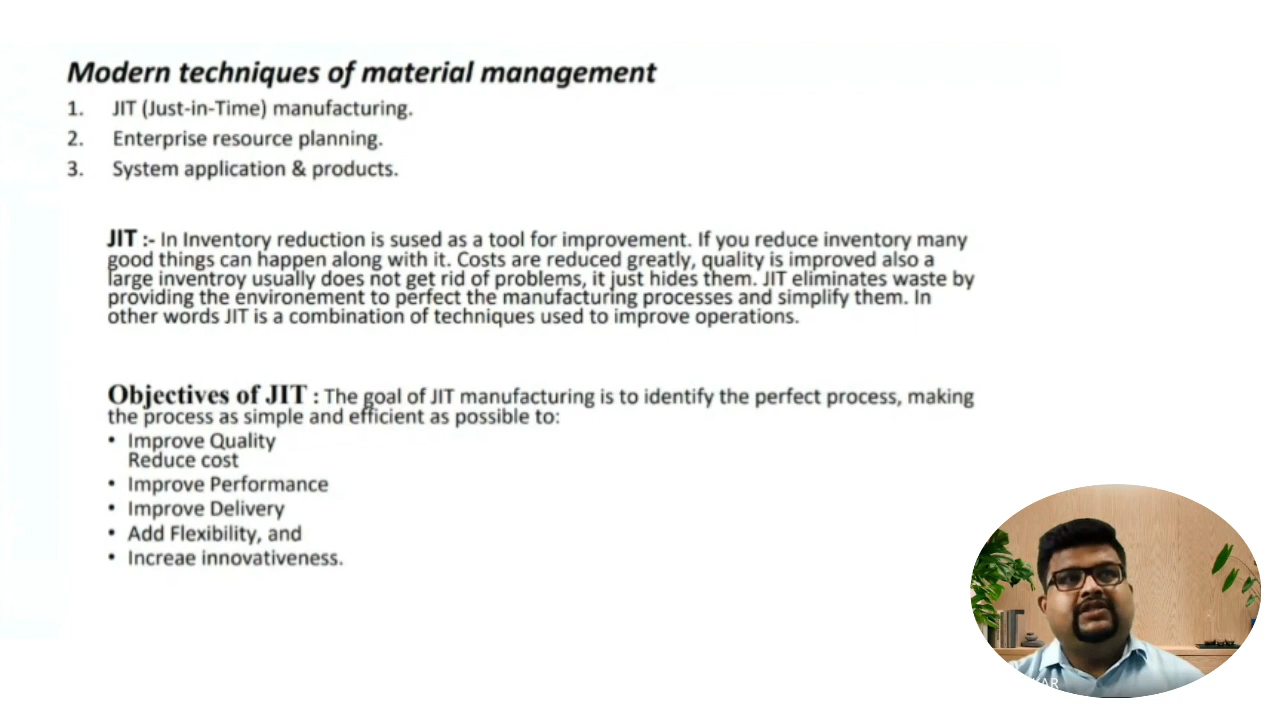 Modern techniques of material management
1. JIT (Just-in-Time) manufacturing.
2. Enterprise resource planning.
3. System application & products.
JIT :- In Inventory reduction is sused as a tool for improvement. If you reduce inventory many
good things can happen along with it. Costs are reduced greatly, quality is improved also a
large inventroy usually does not get rid of problems, it just hides them. JIT eliminates waste by
providing the environement to perfect the manufacturing processes and simplify them. In
other words JIT is a combination of techniques used to improve operations.
Objectives of JIT : The goal of JIT manufacturing is to identify the perfect process, making
the process as simple and efficient as possible to:
• Improve Quality
Reduce cost
• Improve Performance
• Improve Delivery
• Add Flexibility, and
• Increae innovativeness.